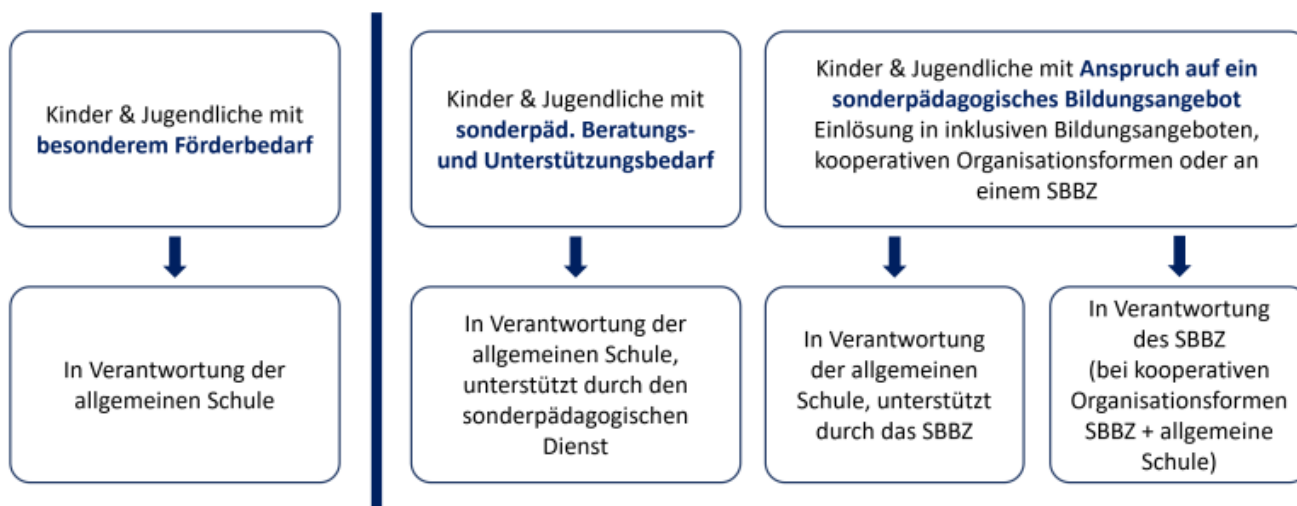 Kinder & Jugendliche mit
besonderem Förderbedarf
Kinder & Jugendliche mit
sonderpäd. Beratungs-
und Unterstützungsbedarf
Kinder & Jugendliche mit Anspruch auf ein
sonderpädagogisches Bildungsangebot
Einlösung in inklusiven Bildungsangeboten,
kooperativen Organisationsformen oder an
einem SBBZ
In Verantwortung der
allgemeinen Schule
In Verantwortung der
allgemeinen Schule,
unterstützt durch den
sonderpädagogischen
Dienst
In Verantwortung
der allgemeinen
Schule, unterstützt
durch das SBBZ
In Verantwortung
des SBBZ
(bei kooperativen
Organisationsformen
SBBZ + allgemeine
Schule)